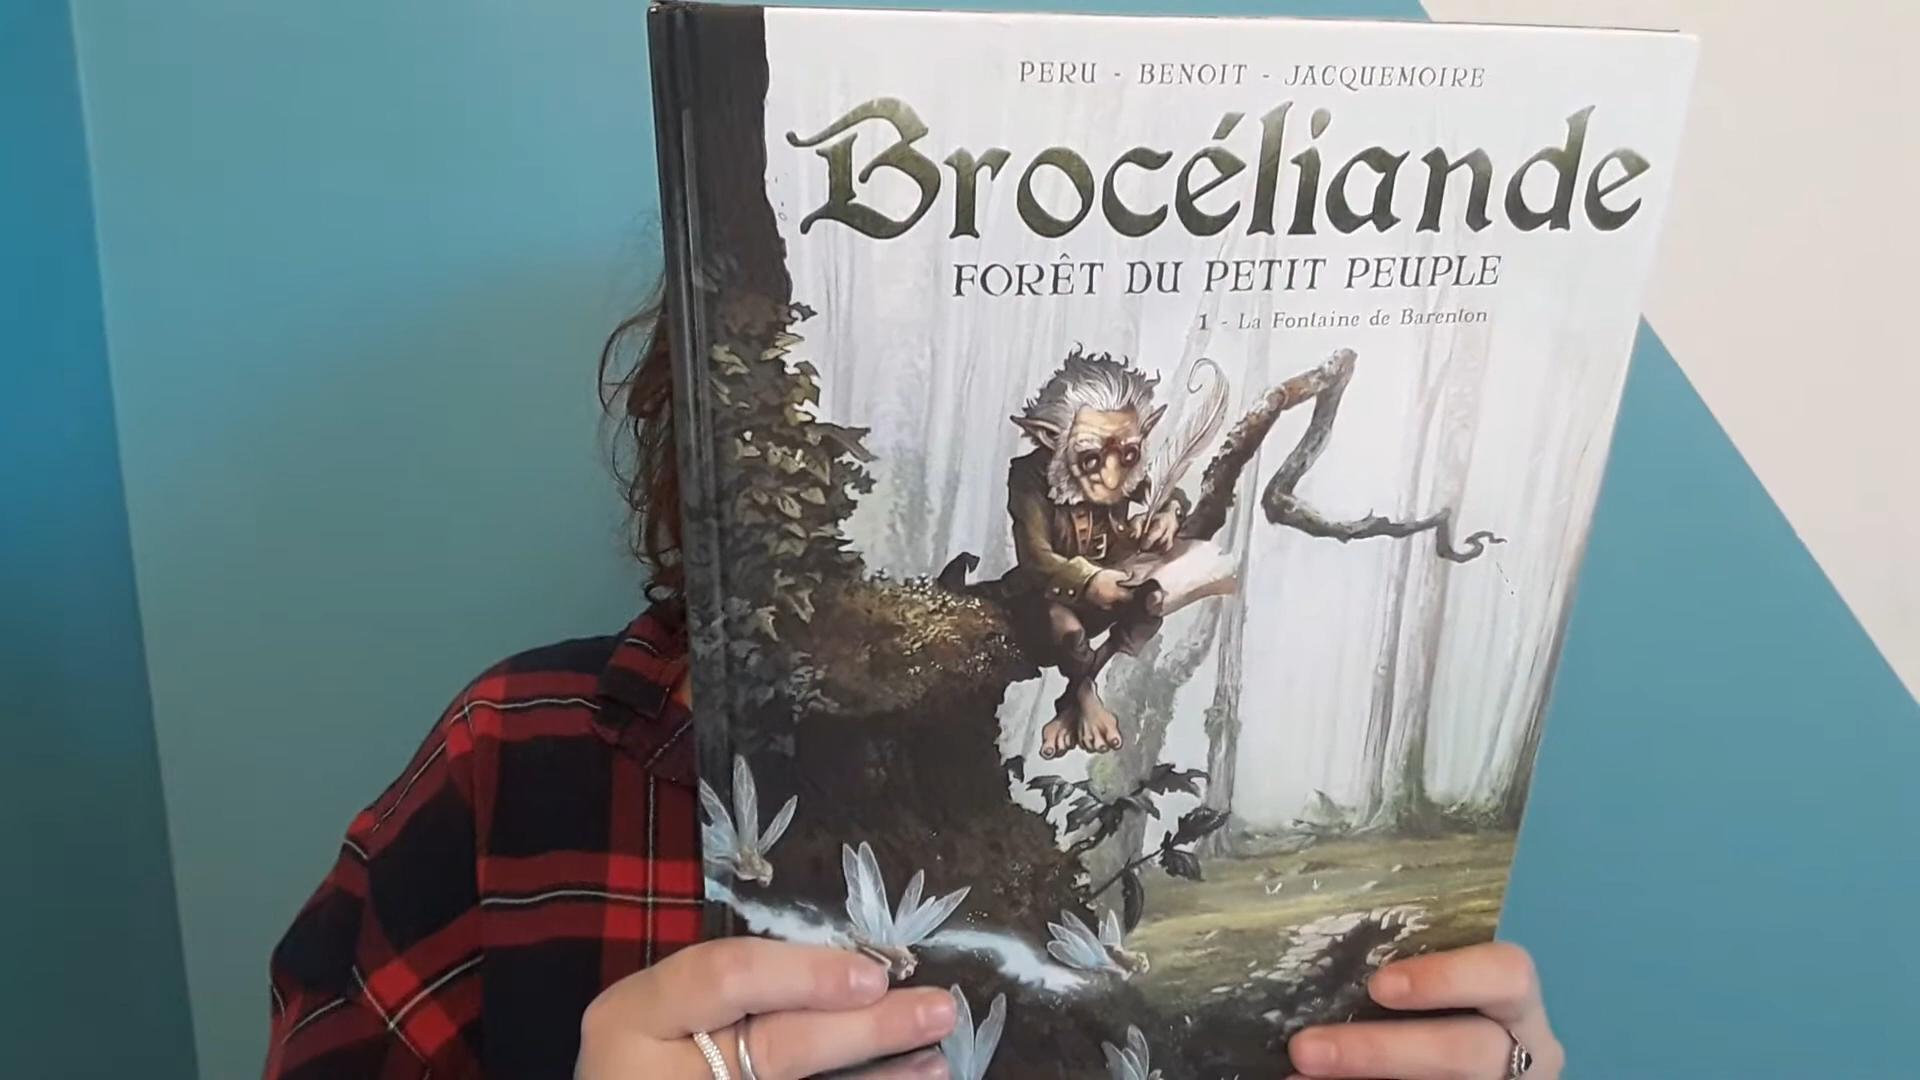 PERU - BENOIT - JACQUEMOIRE
Brocéliande
FORÊT DU PETIT PEUPLE
1 - La Fontaine de Barenton